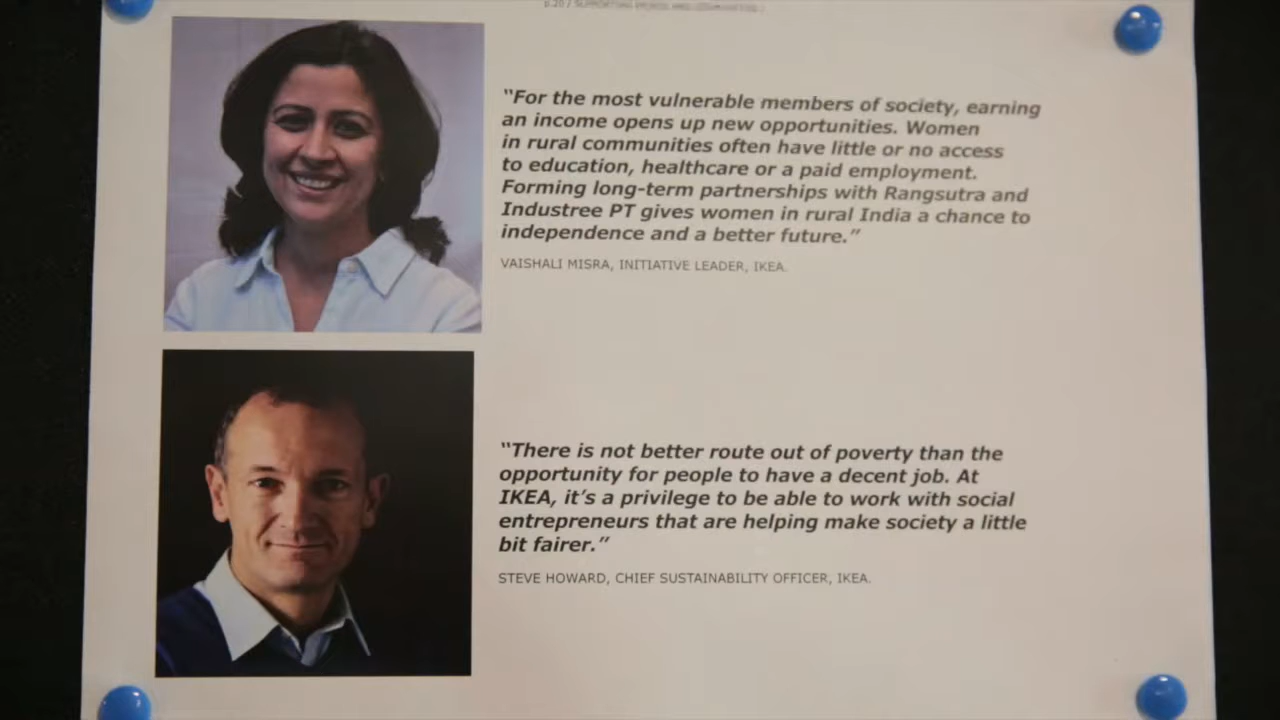 p.20 /
“For the most vulnerable members of society, earning
an income opens up new opportunities. Women
in rural communities often have little or no access
to education, healthcare or a paid employment.
Forming long-term partnerships with Rangsutra and
Industree PT gives women in rural India a chance to
independence and a better future.”
VAISHALI MISRA, INITIATIVE LEADER, IKEA.
“There is not better route out of poverty than the
opportunity for people to have a decent job. At
IKEA, it’s a privilege to be able to work with social
entrepreneurs that are helping make society a little
bit fairer.”
STEVE HOWARD, CHIEF SUSTAINABILITY OFFICER, IKEA.